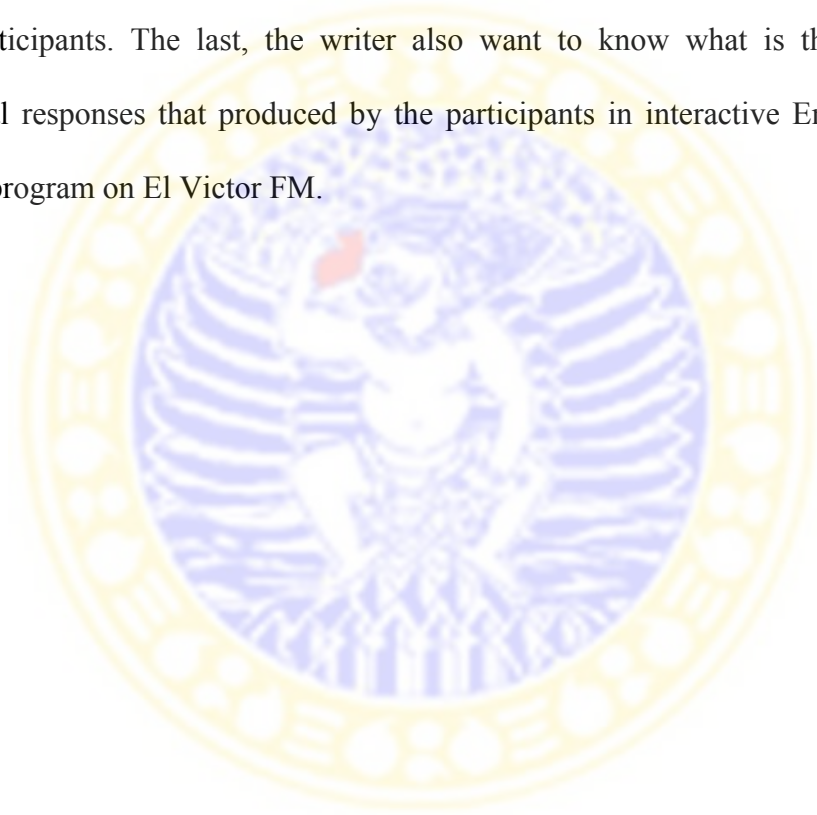 ticipants. The last, the writer also want to know what is th
l responses that produced by the participants in interactive En
program on El Victor FM.